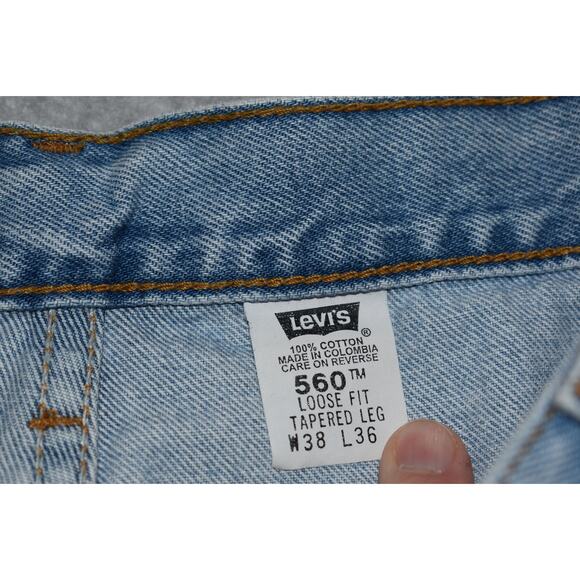 LEVI'S ®
100% COTTON
MADE IN COLOMBIA
CARE ON REVERSE
560™
LOOSE FIT
TAPERED LEG
W38 L36